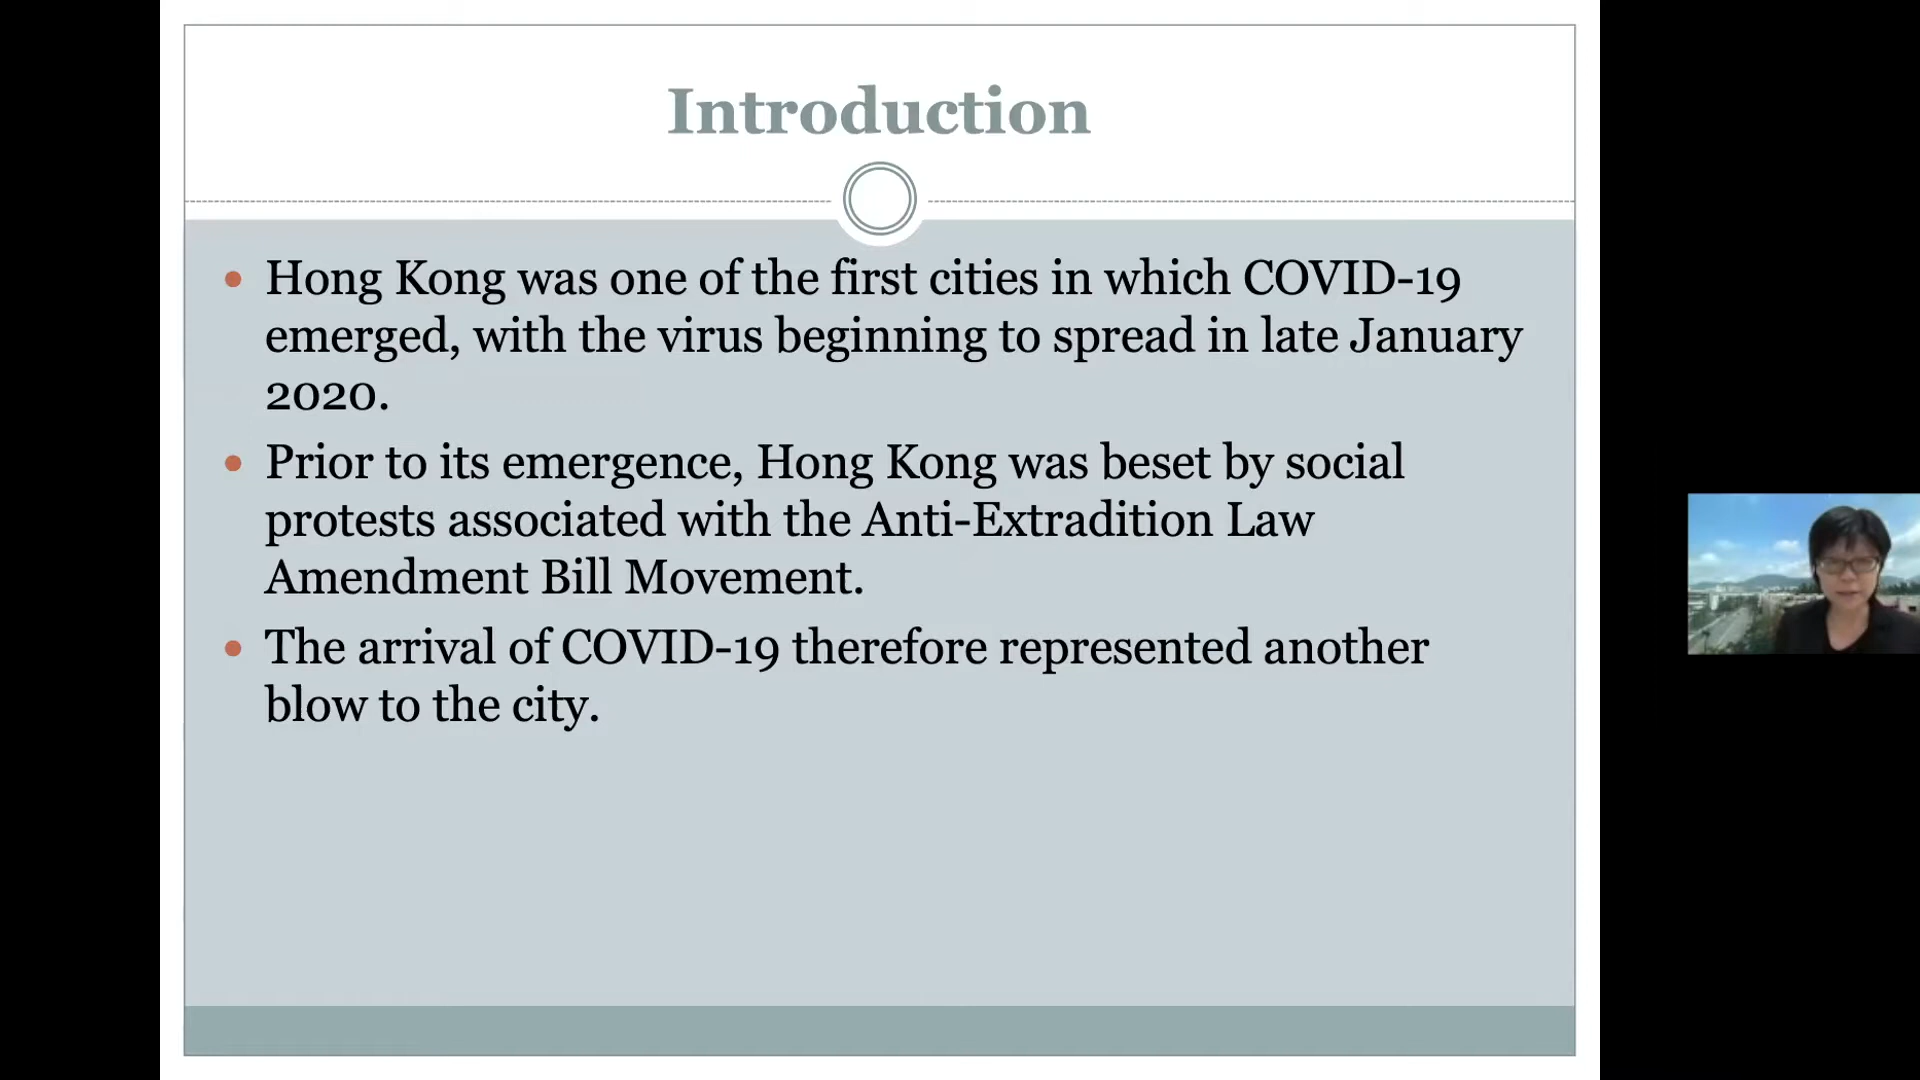 Introduction
• Hong Kong was one of the first cities in which COVID-19
emerged, with the virus beginning to spread in late January
2020.
• Prior to its emergence, Hong Kong was beset by social
protests associated with the Anti-Extradition Law
Amendment Bill Movement.
• The arrival of COVID-19 therefore represented another
blow to the city.